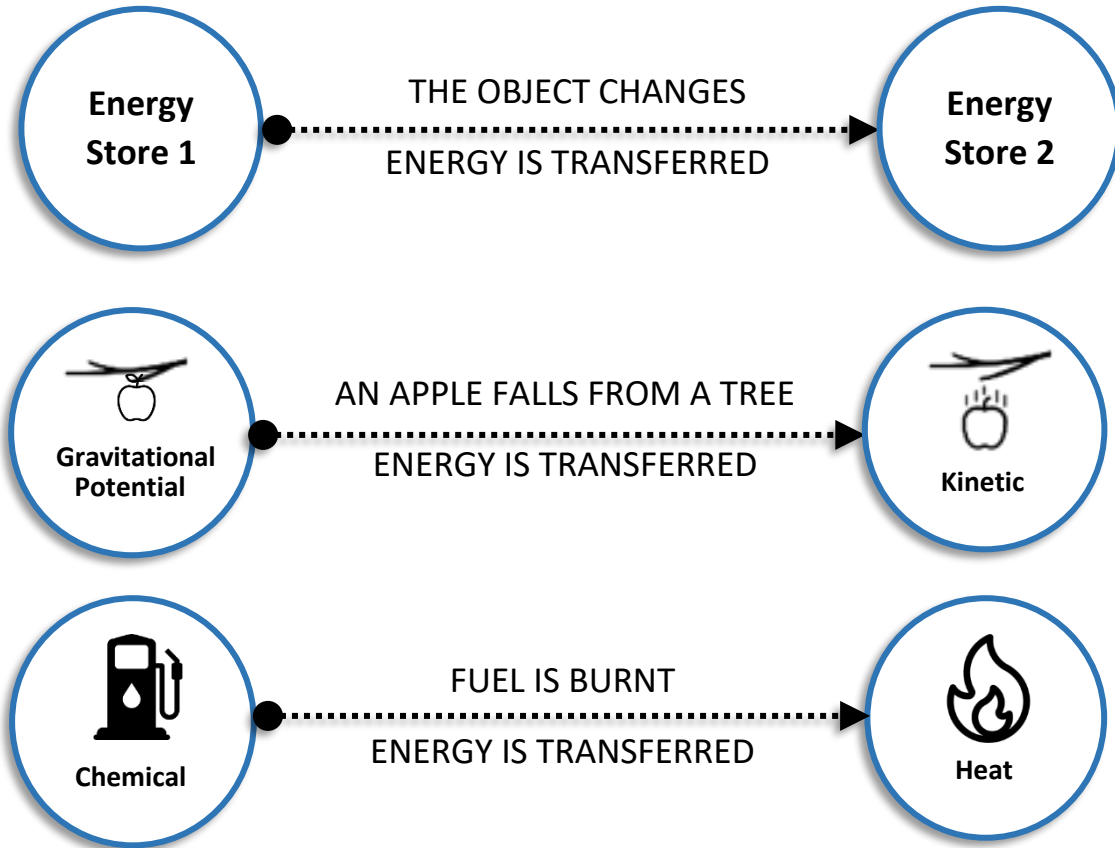 Energy
Store 1
THE OBJECT CHANGES
ENERGY IS TRANSFERRED
Energy
Store 2
Gravitational
Potential
AN APPLE FALLS FROM A TREE
ENERGY IS TRANSFERRED
Kinetic
Chemical
FUEL IS BURNT
ENERGY IS TRANSFERRED
Heat